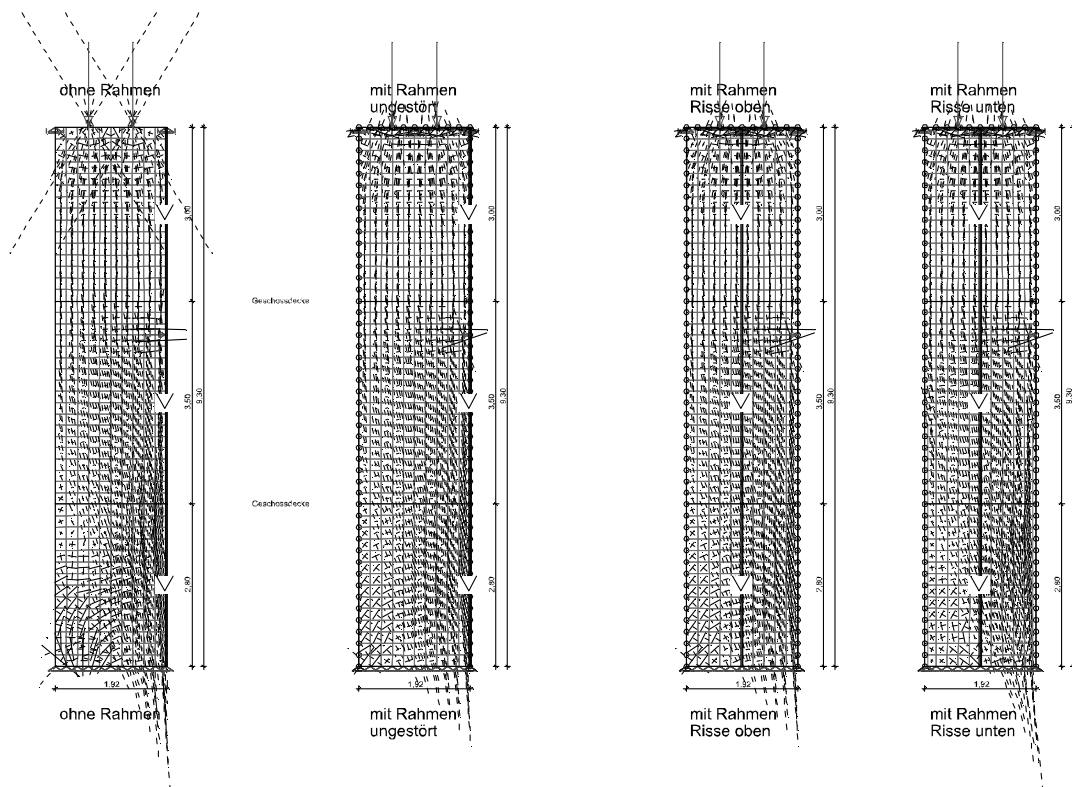 ohne Rahmen
mit Rahmen
ungestört
mit Rahmen
Risse oben
mit Rahmen
Risse unten
3,00
3,00
3,00
3,00
Geschossdecke
3,50
9,30
3,50
9,30
3,50
9,30
3,50
9,30
Geschossdecke
2,80
2,80
2,80
2,80
1,92
1,92
1,92
1,92
ohne Rahmen
mit Rahmen
ungestört
mit Rahmen
Risse oben
mit Rahmen
Risse unten